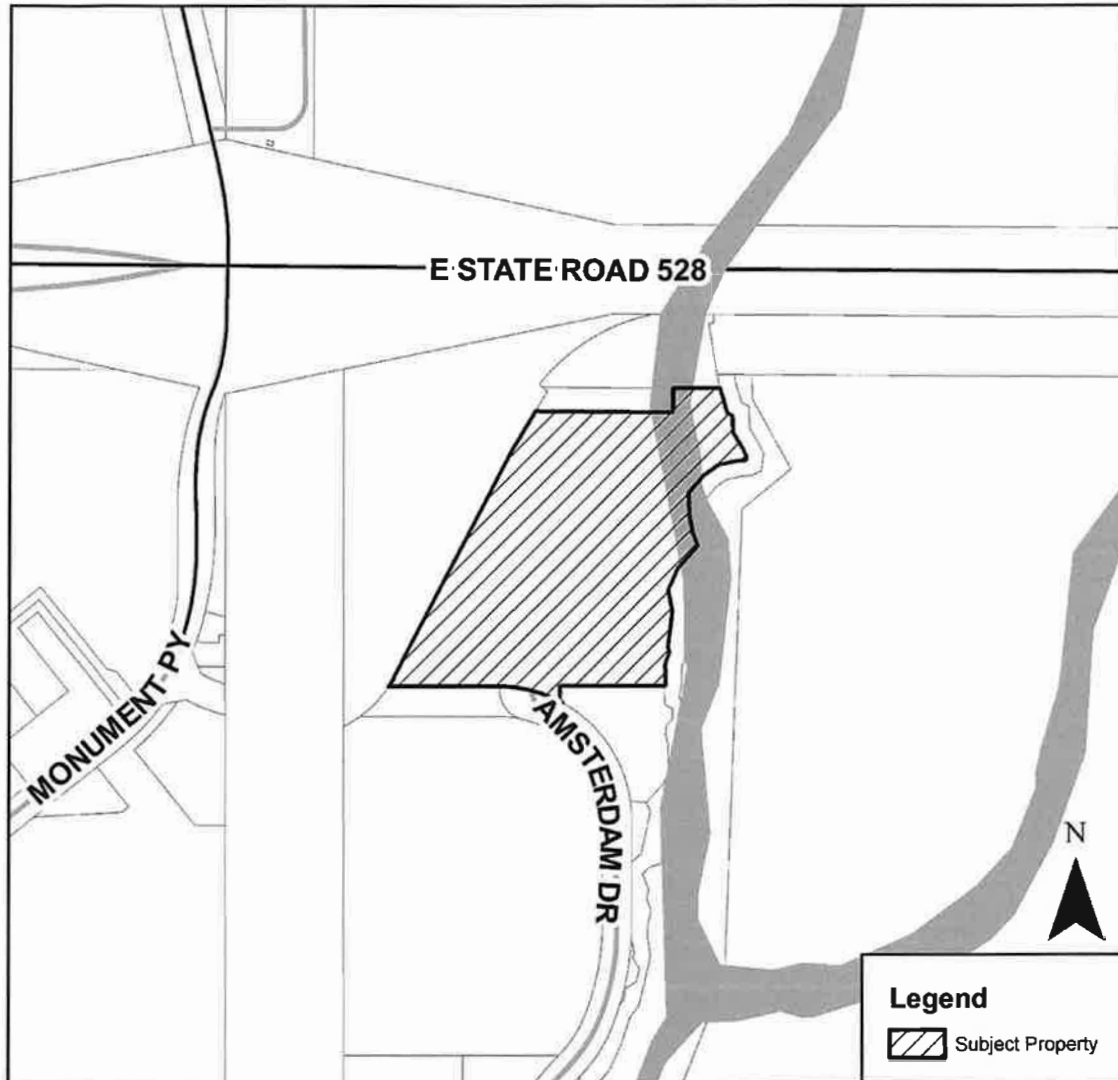 E STATE ROAD 528
MONUMENT PY
AMSTERDAM DR
N
Legend
Subject Property